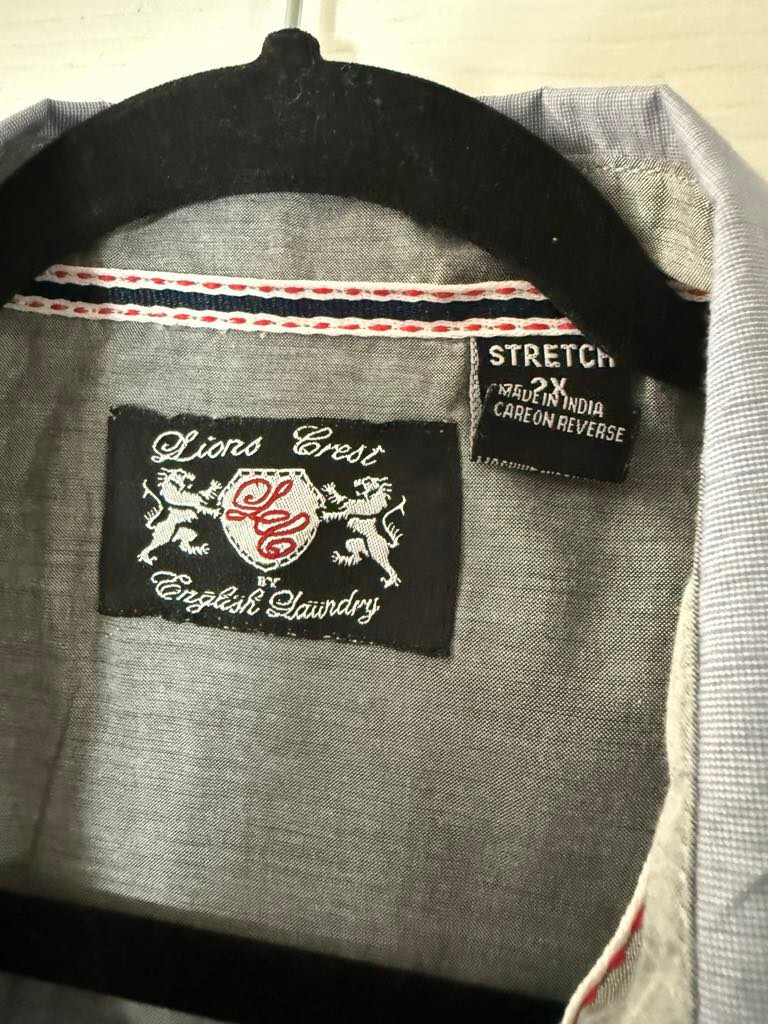 STRETCH
2X
MADE IN INDIA
CARE ON REVERSE
Lions Crest
LC
BY
English Laundry